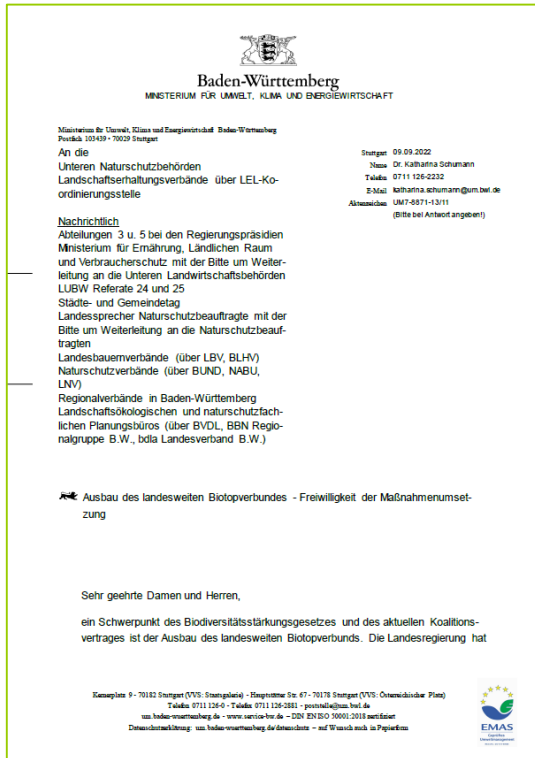 Baden-Württemberg
MINISTERIUM FÜR UMWELT, KLIMA UND ENERGIEWIRTSCHAFT
Ministerium für Umwelt, Klima und Energiewirtschaft Baden-Württemberg
Postfach 103439 • 70029 Stuttgart
An die
Unteren Naturschutzbehörden
Landschaftserhaltungsverbände über LEL-Ko-
ordinierungsstelle
Stuttgart 09.09.2022
Name Dr. Katharina Schumann
Telefon 0711 126-2232
E-Mail katharina.schumann@um.bwl.de
Aktenzeichen UM7-8871-13/11
(Bitte bei Antwort angeben!)
Nachrichtlich
Abteilungen 3 u. 5 bei den Regierungspräsidien
Ministerium für Ernährung, Ländlichen Raum
und Verbraucherschutz mit der Bitte um Weiter-
leitung an die Unteren Landwirtschaftsbehörden
LUBW Referate 24 und 25
Städte- und Gemeindetag
Landessprecher Naturschutzbeauftragte mit der
Bitte um Weiterleitung an die Naturschutzbeauf-
tragten
Landesbauernverbände (über LBV, BLHV)
Naturschutzverbände (über BUND, NABU,
LNV)
Regionalverbände in Baden-Württemberg
Landschaftsökologischen und naturschutzfach-
lichen Planungsbüros (über BVDL, BBN Regio-
nalgruppe B.W., bdla Landesverband B.W.)
Ausbau des landesweiten Biotopverbundes - Freiwilligkeit der Maßnahmenumset-
zung
Sehr geehrte Damen und Herren,
ein Schwerpunkt des Biodiversitätsstärkungsgesetzes und des aktuellen Koalitions-
vertrages ist der Ausbau des landesweiten Biotopverbunds. Die Landesregierung hat
Kernerplatz 9 - 70182 Stuttgart (VVS: Staatsgalerie) - Hauptstätter Str. 67 - 70178 Stuttgart (VVS: Österreichischer Platz)
Telefon 0711 126-0 - Telefax 0711 126-2881 - poststelle@um.bwl.de
um.baden-wuerttemberg.de - www.service-bw.de – DIN EN ISO 50001:2018 zertifiziert
Datenschutzerklärung: um.baden-wuerttemberg.de/datenschutz – auf Wunsch auch in Papierform
EMAS